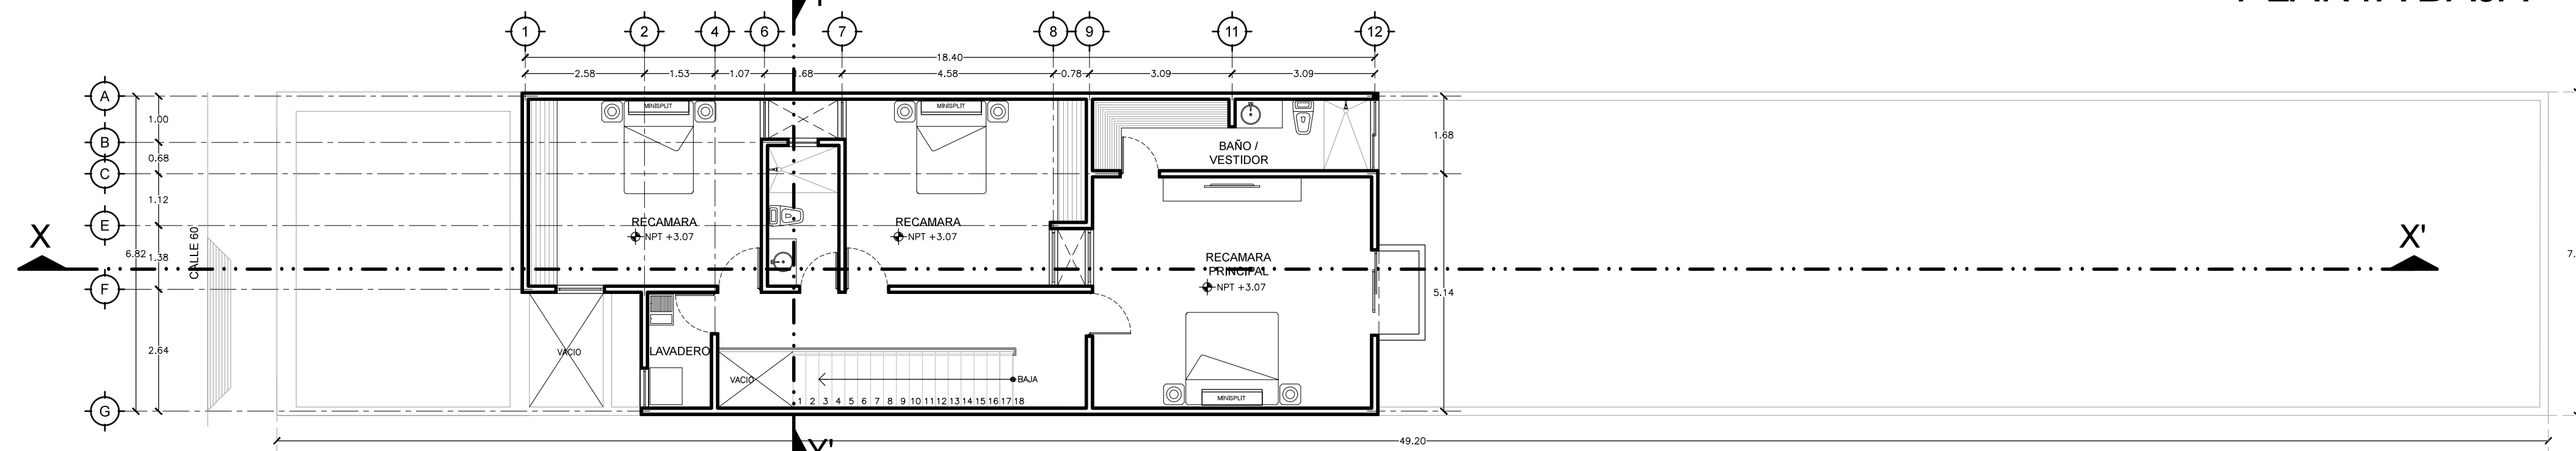 1 2 4 6 7 8 9 11 12
18.40
2.58 1.53 1.07 1.68 4.58 0.78 3.09 3.09
A
B
C
E
F
G
1.00
0.68
1.12
1.38
2.64
6.82
CALLE 60
X
X'
MINISPLIT
MINISPLIT
RECAMARA
NPT +3.07
RECAMARA
NPT +3.07
BAÑO /
VESTIDOR
1.68
RECAMARA
PRINCIPAL
NPT +3.07
5.14
VACIO
LAVADERO
VACIO
BAJA
1 2 3 4 5 6 7 8 9 10 11 12 13 14 15 16 17 18
MINISPLIT
49.20
7.